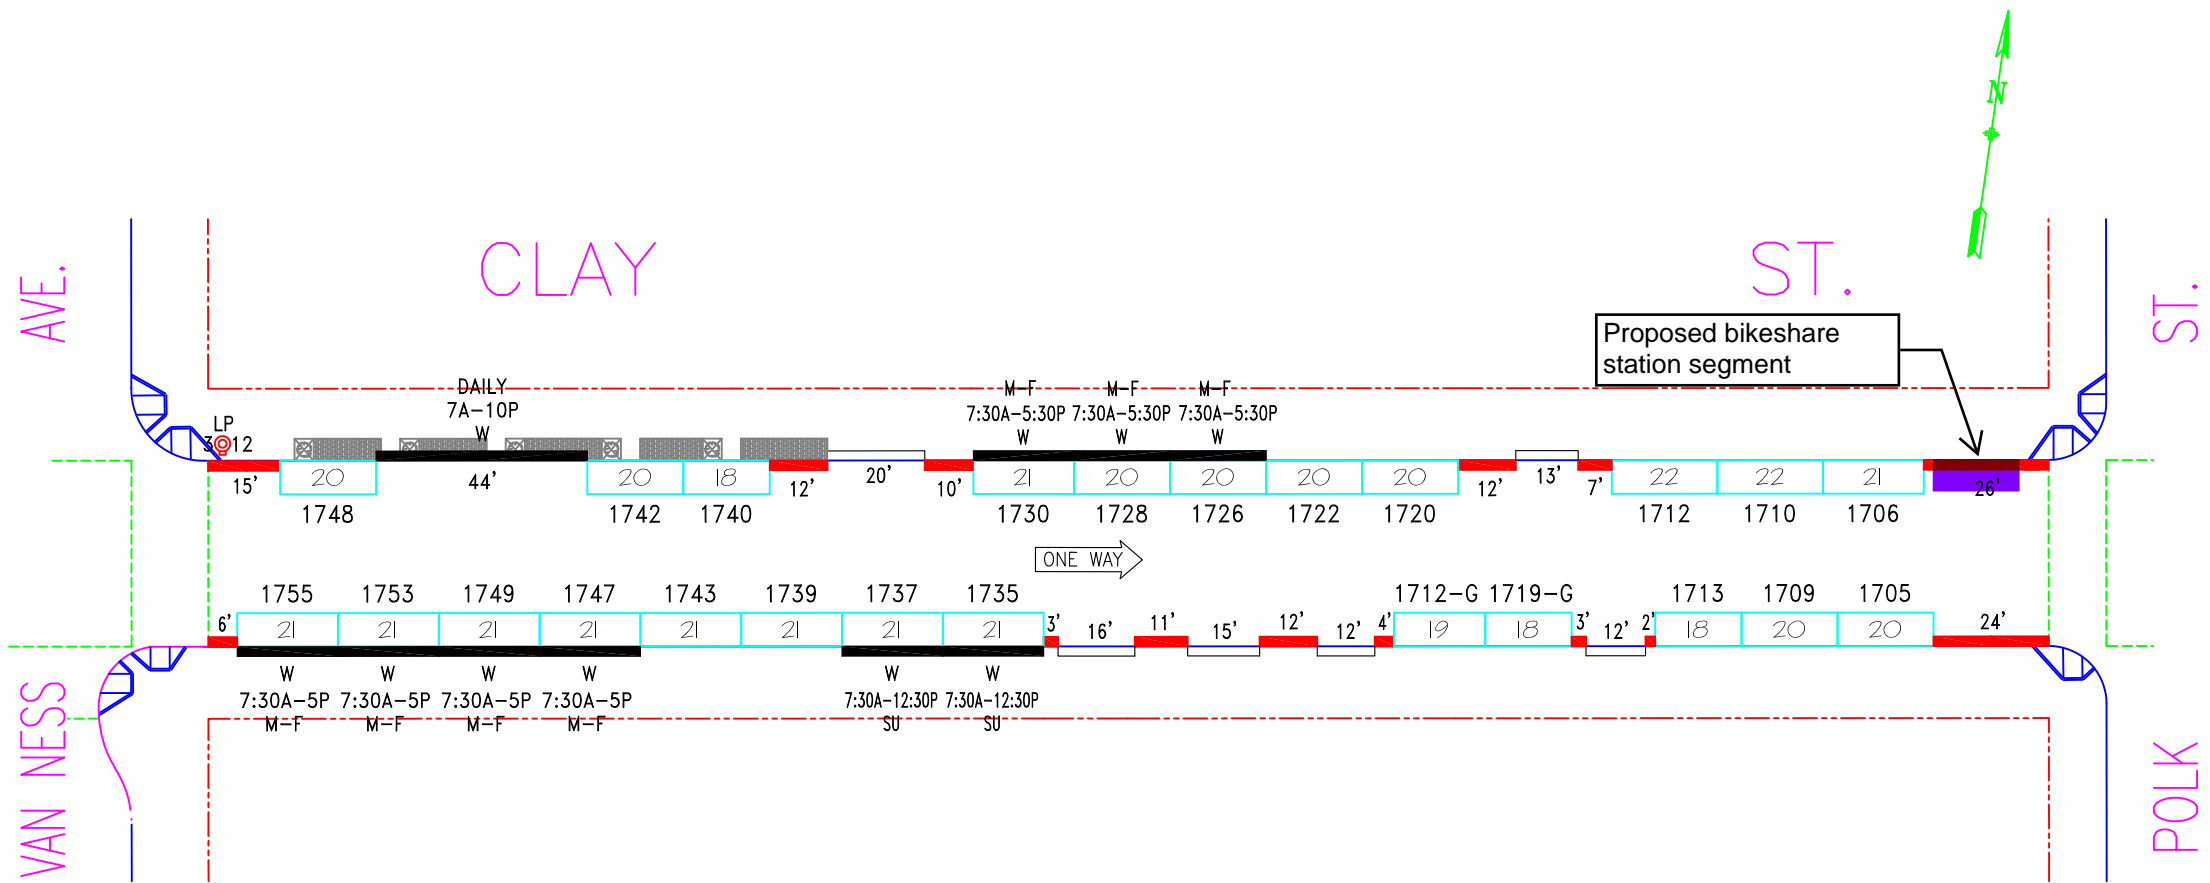 N
CLAY
ST.
AVE.
ST.
Proposed bikeshare
station segment
DAILY
7A-10P
W
M-F
M-F
M-F
7:30A-5:30P
7:30A-5:30P
7:30A-5:30P
W
W
W
LP
3
12
15'
20
44'
20
18
12'
20'
10'
21
20
20
20
20
12'
13'
7'
22
22
21
26'
1748
1742
1740
1730
1728
1726
1722
1720
1712
1710
1706
ONE WAY
1755
1753
1749
1747
1743
1739
1737
1735
1712-G
1719-G
1713
1709
1705
6'
21
21
21
21
21
21
21
21
3'
16'
11'
15'
12'
12'
4'
19
18
3'
12'
2'
18
20
20
24'
W
W
W
W
W
W
7:30A-5P
7:30A-5P
7:30A-5P
7:30A-5P
7:30A-12:30P
7:30A-12:30P
M-F
M-F
M-F
M-F
SU
SU
VAN NESS
POLK